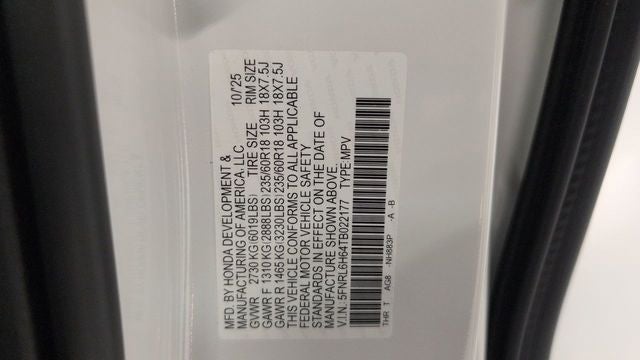 MFD. BY HONDA DEVELOPMENT &
MANUFACTURING OF AMERICA, LLC 10/25
GVWR 2730 KG(6019LBS) TIRE SIZE RIM SIZE
GAWR F 1310 KG(2888LBS) 235/60R18 103H 18X7.5J
GAWR R 1465 KG(3230LBS) 235/60R18 103H 18X7.5J
THIS VEHICLE CONFORMS TO ALL APPLICABLE
FEDERAL MOTOR VEHICLE SAFETY
STANDARDS IN EFFECT ON THE DATE OF
MANUFACTURE SHOWN ABOVE.
V.I.N.: 5FNRL6H64TB022177 TYPE:MPV
THR T AG8 -NH883P -A -B